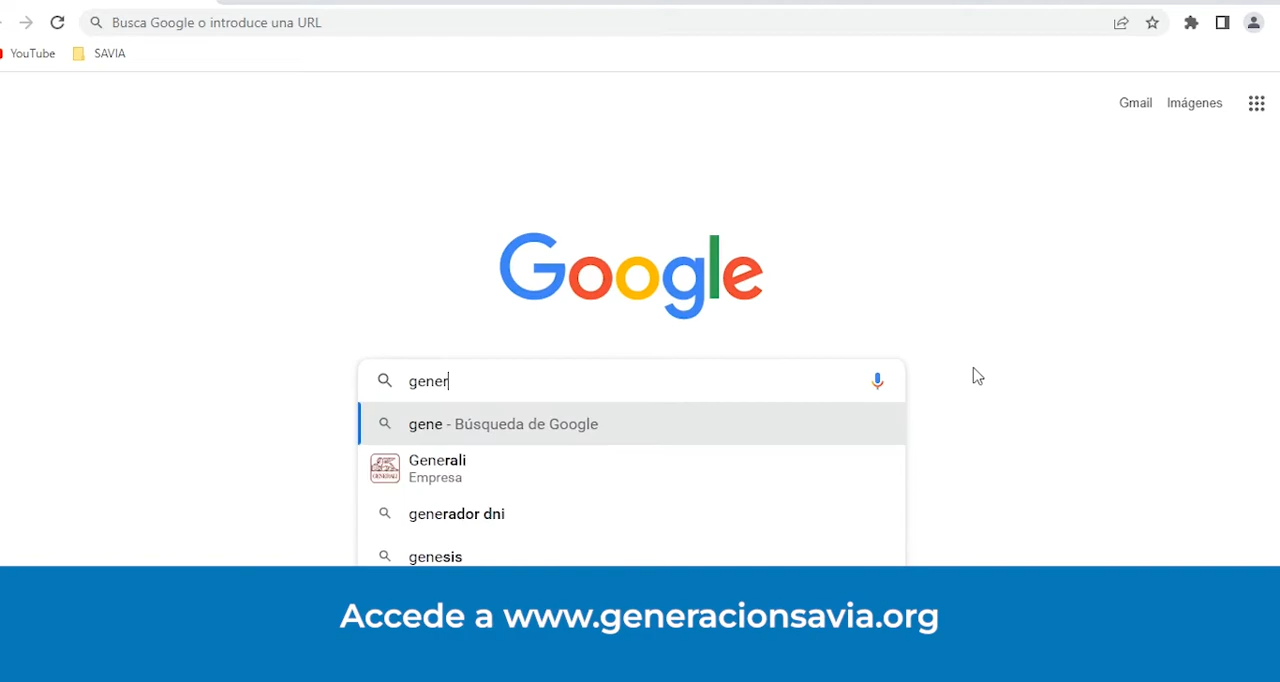 Busca Google o introduce una URL
YouTube SAVIA
Gmail Imágenes
Google
gener
gene - Búsqueda de Google
Generali
Empresa
generador dni
genesis
Accede a www.generacionsavia.org